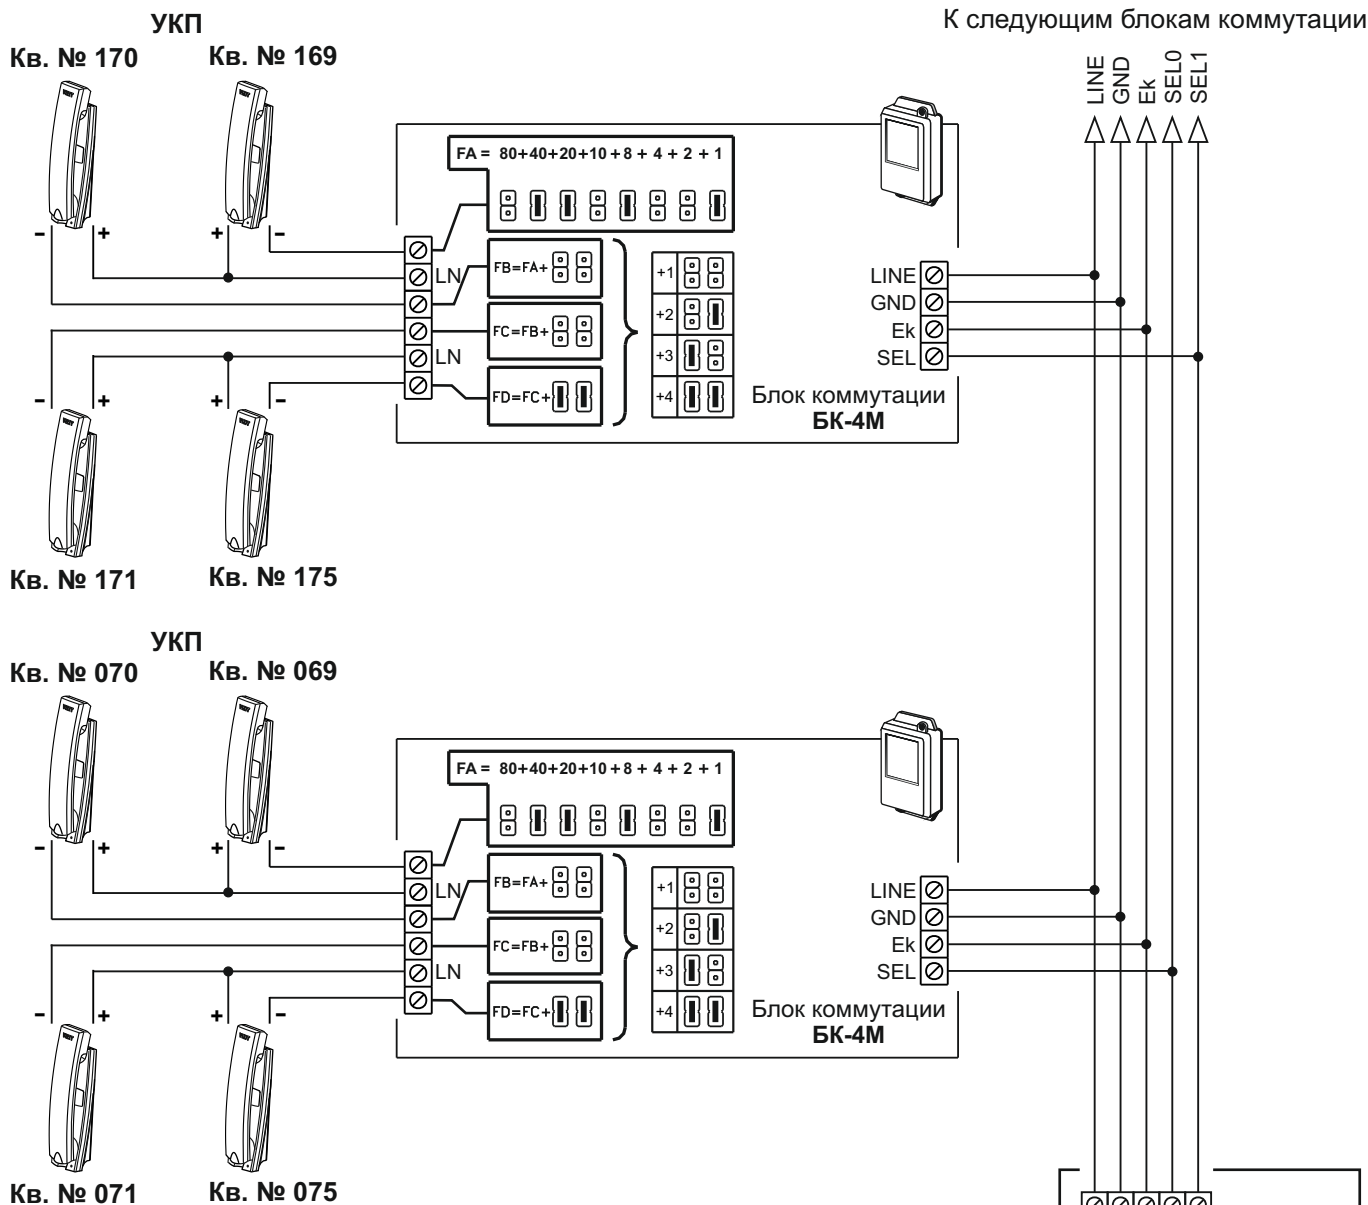 К следующим блокам коммутации
УКП
Кв. № 170
Кв. № 169
LINE
GND
Ek
SEL0
SEL1
FA = 80+40+20+10+8+4+2+1
- +
+ -
LN
FB=FA+
+1
LINE
GND
+2
FC=FB+
Ek
LN
+3
SEL
FD=FC+
+4
Блок коммутации
БК-4М
- +
+ -
Кв. № 171
Кв. № 175
УКП
Кв. № 070
Кв. № 069
FA = 80+40+20+10+8+4+2+1
- +
+ -
LN
FB=FA+
+1
LINE
GND
+2
FC=FB+
Ek
LN
+3
SEL
FD=FC+
+4
Блок коммутации
БК-4М
- +
+ -
Кв. № 071
Кв. № 075